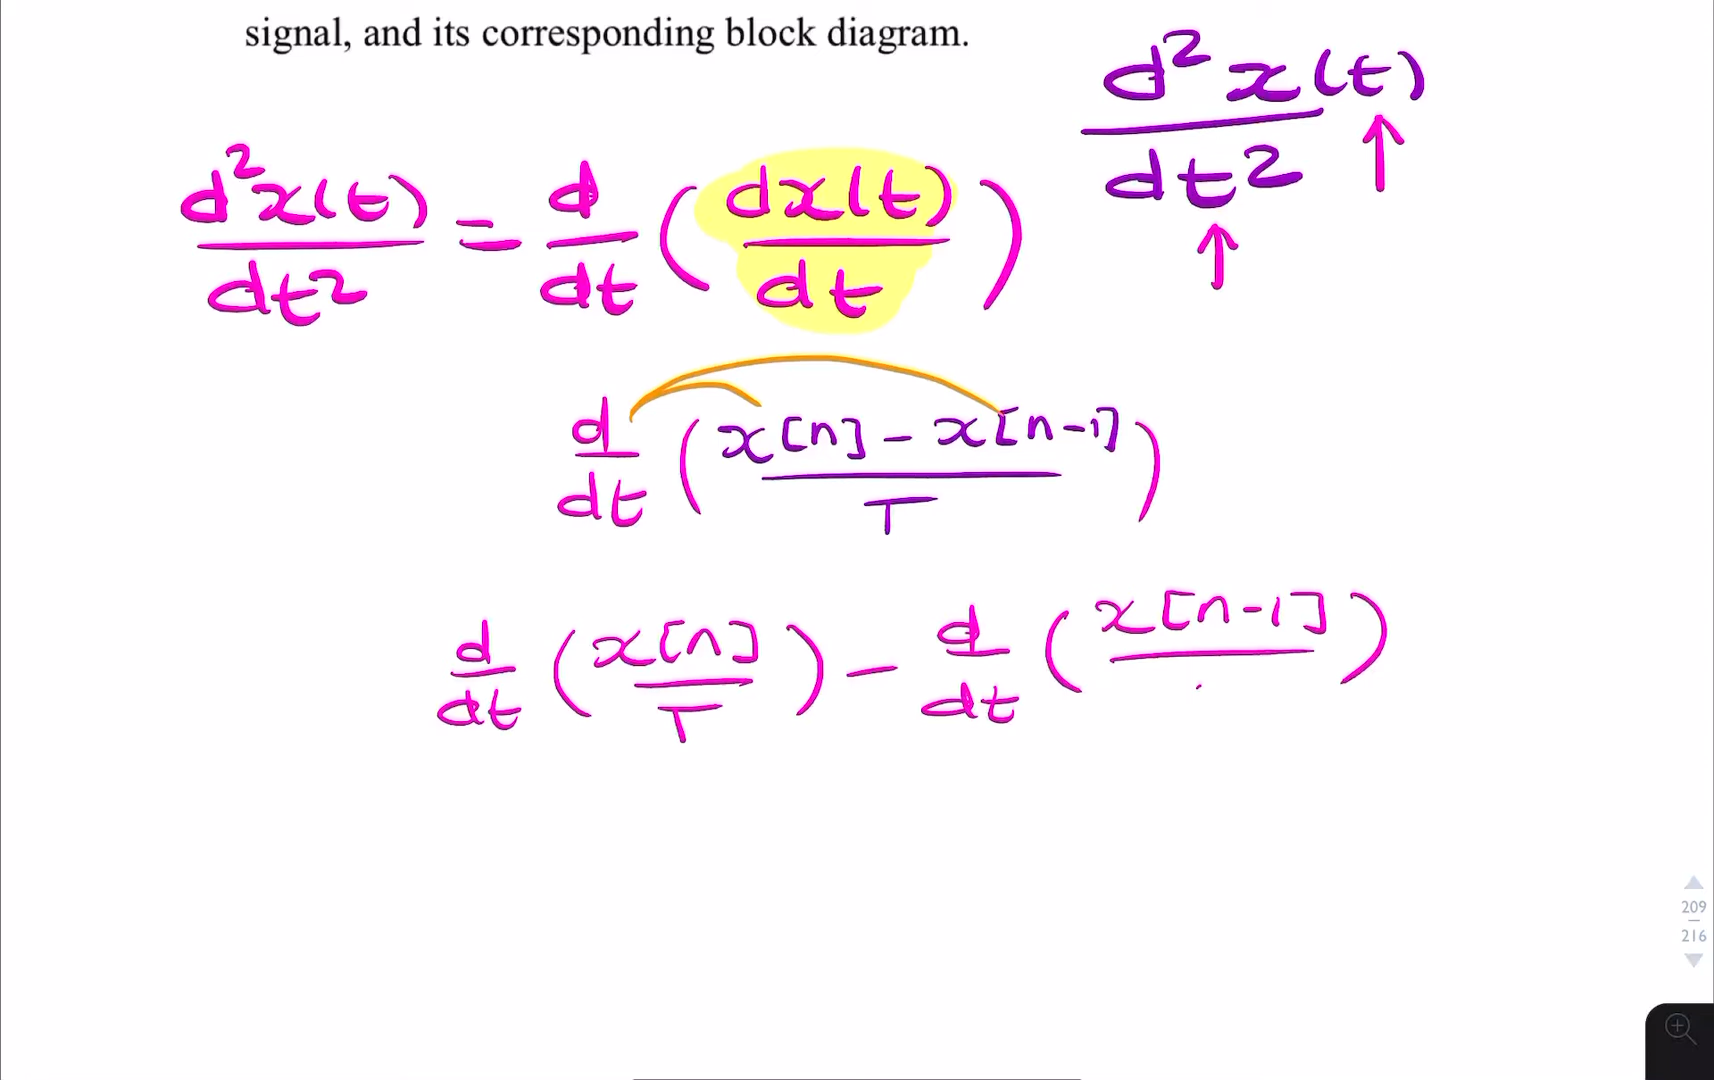 signal, and its corresponding block diagram.
d²x(t)
dt²
d²x(t)/dt² = d/dt (dx(t)/dt)
d/dt (x[n] - x[n-1]/T)
d/dt (x[n]/T) - d/dt (x[n-1]/)
209
216